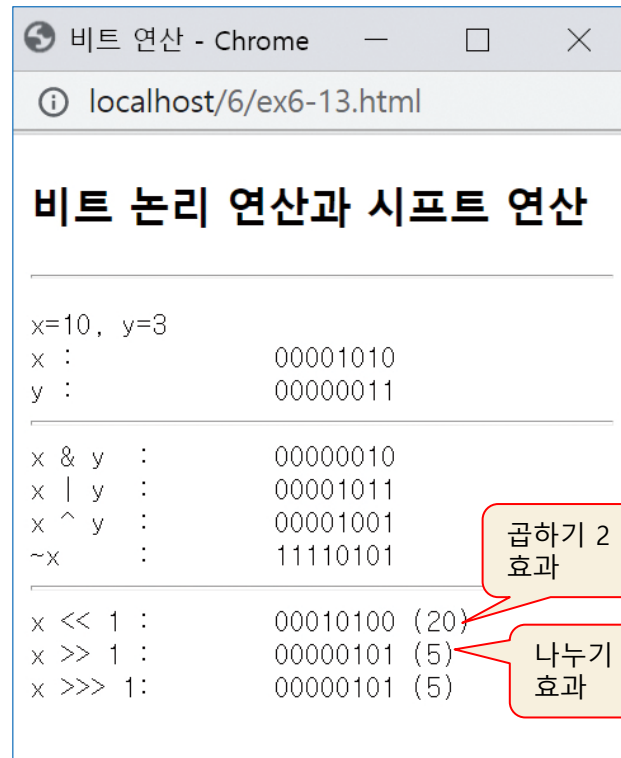 비트 연산 - Chrome
localhost/6/ex6-13.html
비트 논리 연산과 시프트 연산
x=10, y=3
x : 00001010
y : 00000011
x & y : 00000010
x | y : 00001011
x ^ y : 00001001
~x : 11110101
곱하기 2
효과
x << 1 : 00010100 (20)
x >> 1 : 00000101 (5)
x >>> 1: 00000101 (5)
나누기
효과